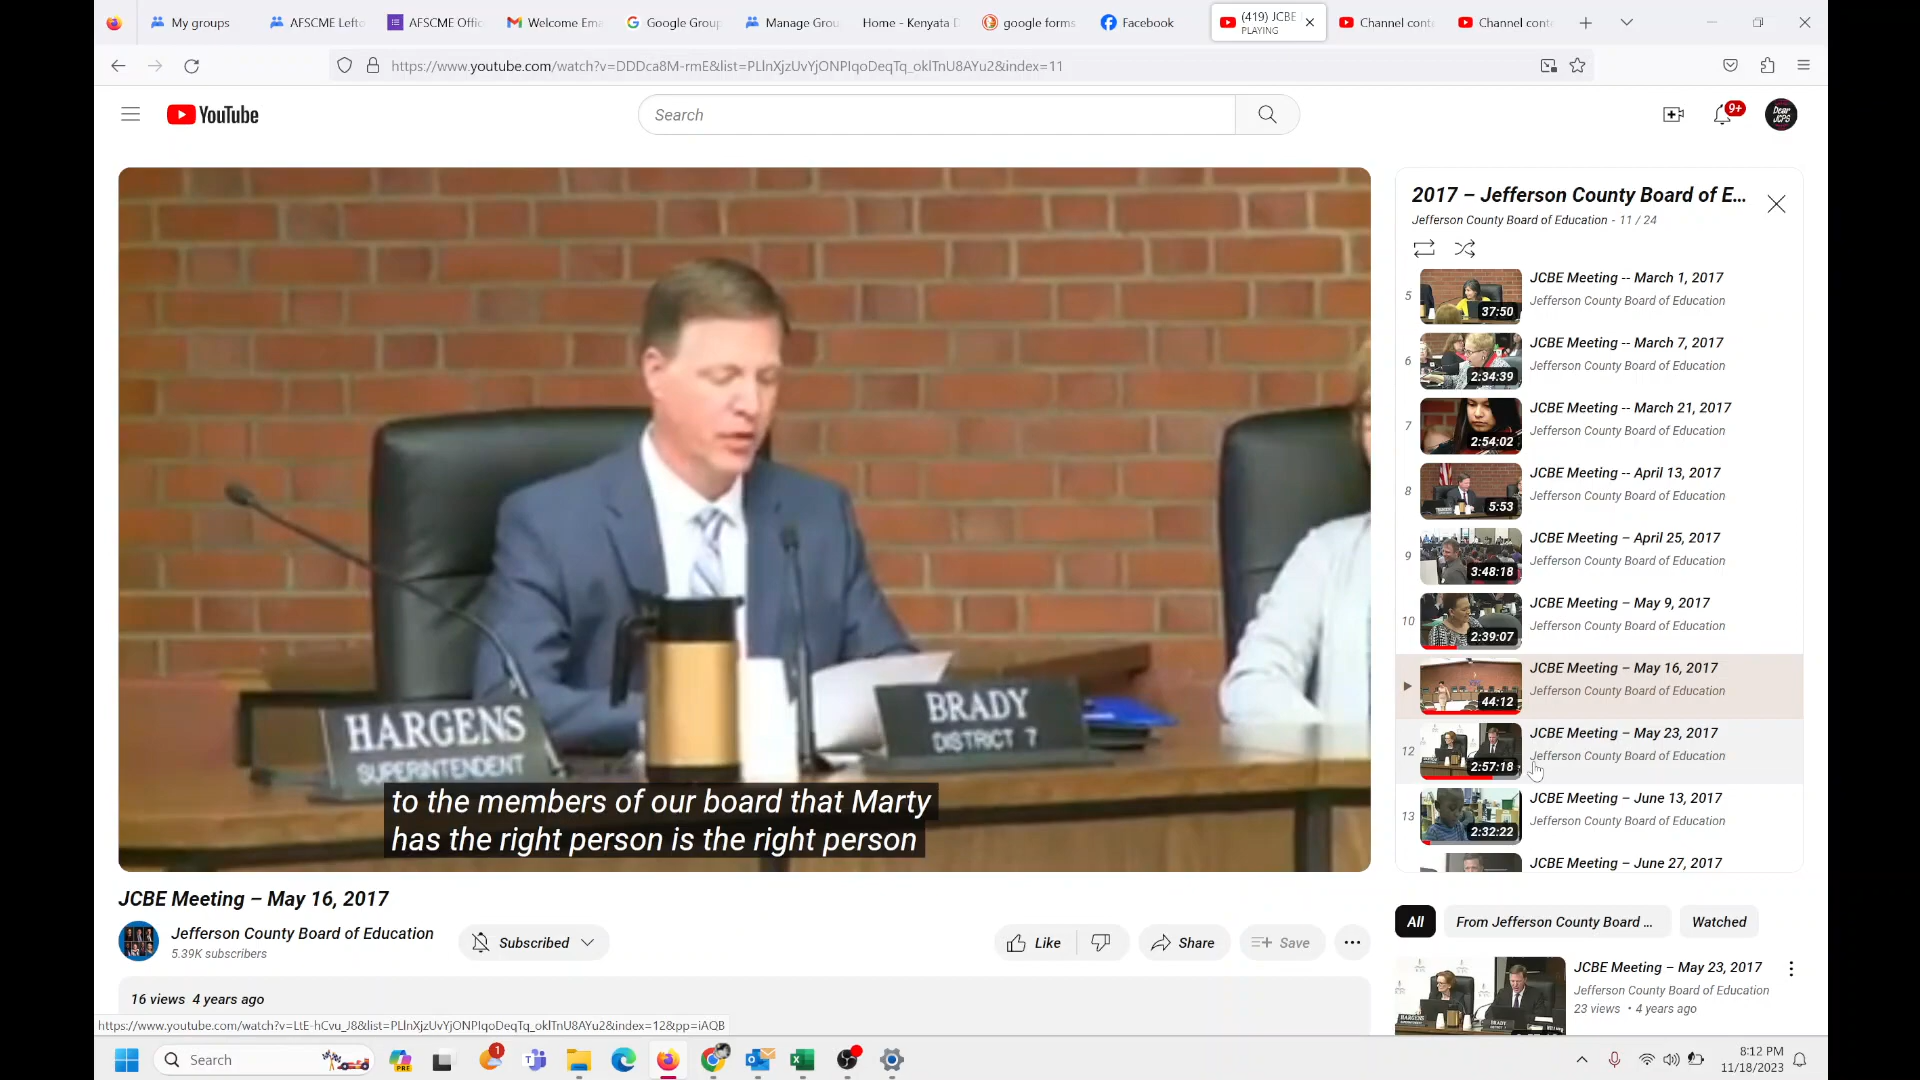 My groups
AFSCME Lefto
AFSCME Offic
Welcome Ema
Google Group
Manage Grou
Home - Kenyata D
google forms
Facebook
(419) JCBE
PLAYING
Channel conte
Channel conte
https://www.youtube.com/watch?v=DDDca8M-rmE&list=PLlnXjzUvYjONPIqoDeqTq_oklTnU8AYu2&index=11
YouTube
Search
9+
Dear
JCPS
HARGENS
SUPERINTENDENT
BRADY
DISTRICT 7
to the members of our board that Marty
has the right person is the right person
2017 – Jefferson County Board of E...
Jefferson County Board of Education - 11 / 24
5
37:50
JCBE Meeting -- March 1, 2017
Jefferson County Board of Education
6
2:34:39
JCBE Meeting -- March 7, 2017
Jefferson County Board of Education
7
2:54:02
JCBE Meeting -- March 21, 2017
Jefferson County Board of Education
8
5:53
JCBE Meeting -- April 13, 2017
Jefferson County Board of Education
9
3:48:18
JCBE Meeting – April 25, 2017
Jefferson County Board of Education
10
2:39:07
JCBE Meeting – May 9, 2017
Jefferson County Board of Education
44:12
JCBE Meeting – May 16, 2017
Jefferson County Board of Education
12
2:57:18
JCBE Meeting – May 23, 2017
Jefferson County Board of Education
13
2:32:22
JCBE Meeting – June 13, 2017
Jefferson County Board of Education
JCBE Meeting – June 27, 2017
JCBE Meeting – May 16, 2017
Jefferson County Board of Education
5.39K subscribers
Subscribed
Like
Share
Save
16 views 4 years ago
All
From Jefferson County Board ...
Watched
JCBE Meeting – May 23, 2017
Jefferson County Board of Education
23 views • 4 years ago
HARGENS
BRADY
https://www.youtube.com/watch?v=LtE-hCvu_J8&list=PLlnXjzUvYjONPIqoDeqTq_oklTnU8AYu2&index=12&pp=iAQB
Search
PRE
1
8:12 PM
11/18/2023